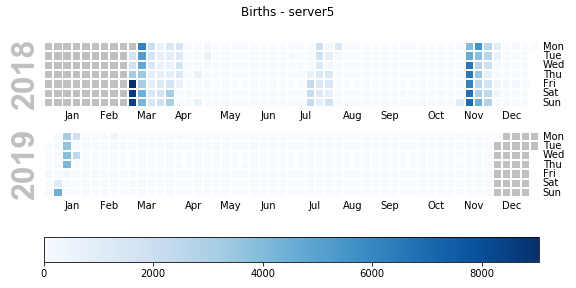 Births - server5
2018
Mon
Tue
Wed
Thu
Fri
Sat
Sun
Jan Feb Mar Apr May Jun Jul Aug Sep Oct Nov Dec
2019
Mon
Tue
Wed
Thu
Fri
Sat
Sun
Jan Feb Mar Apr May Jun Jul Aug Sep Oct Nov Dec
0 2000 4000 6000 8000